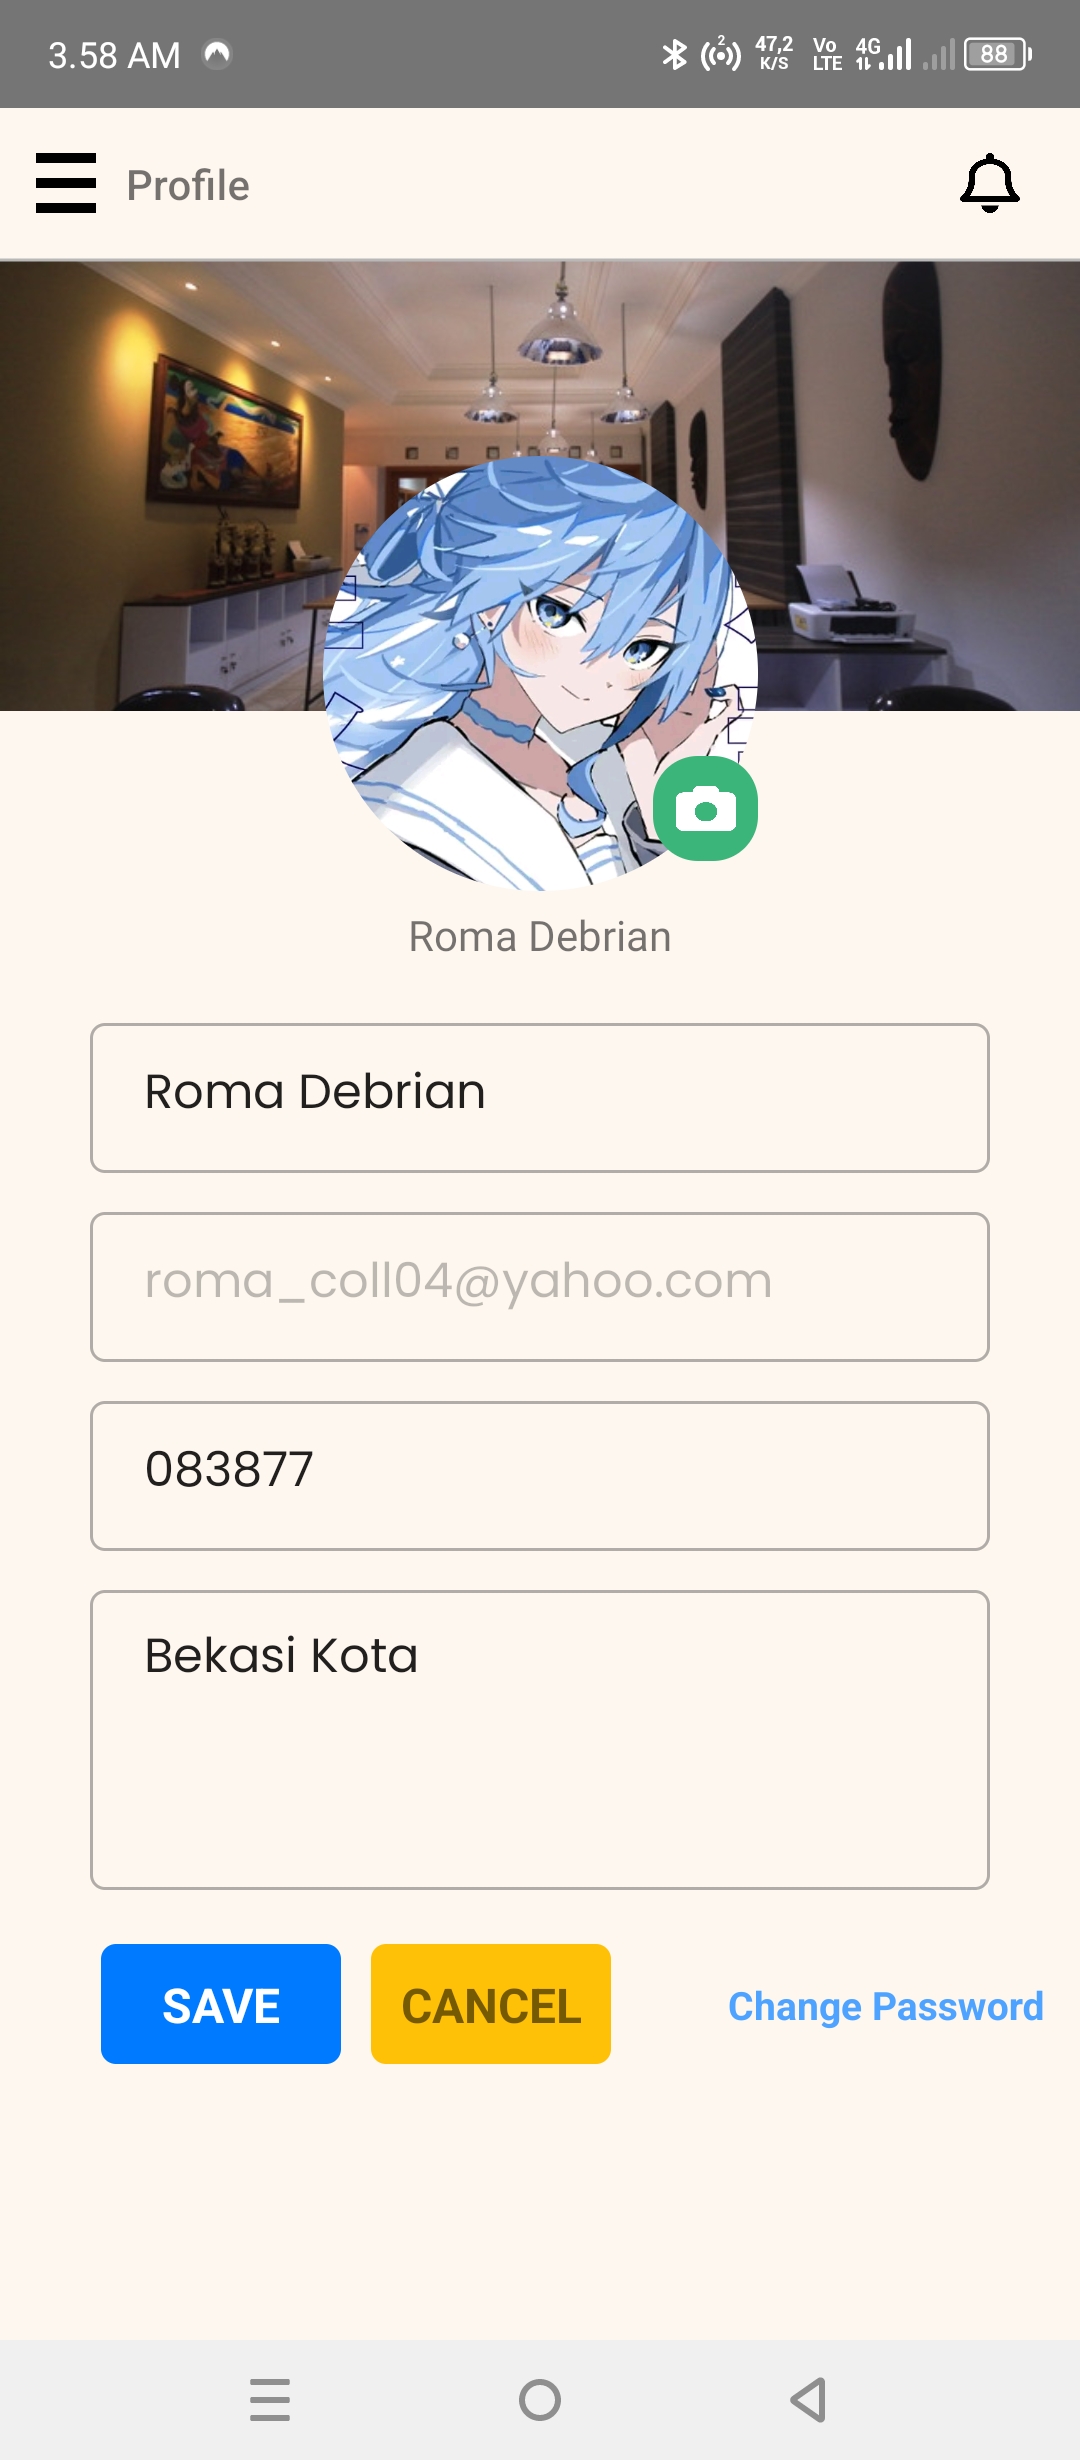 3.58 AM
2
47,2
K/S
Vo
LTE
4G
88
Profile
Roma Debrian
Roma Debrian
roma_coll04@yahoo.com
083877
Bekasi Kota
SAVE
CANCEL
Change Password